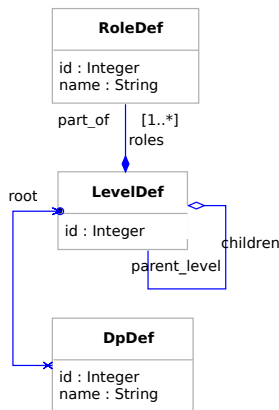 RoleDef
id : Integer
name : String
part_of [1..*]
roles
root
LevelDef
id : Integer
children
parent_level
DpDef
id : Integer
name : String